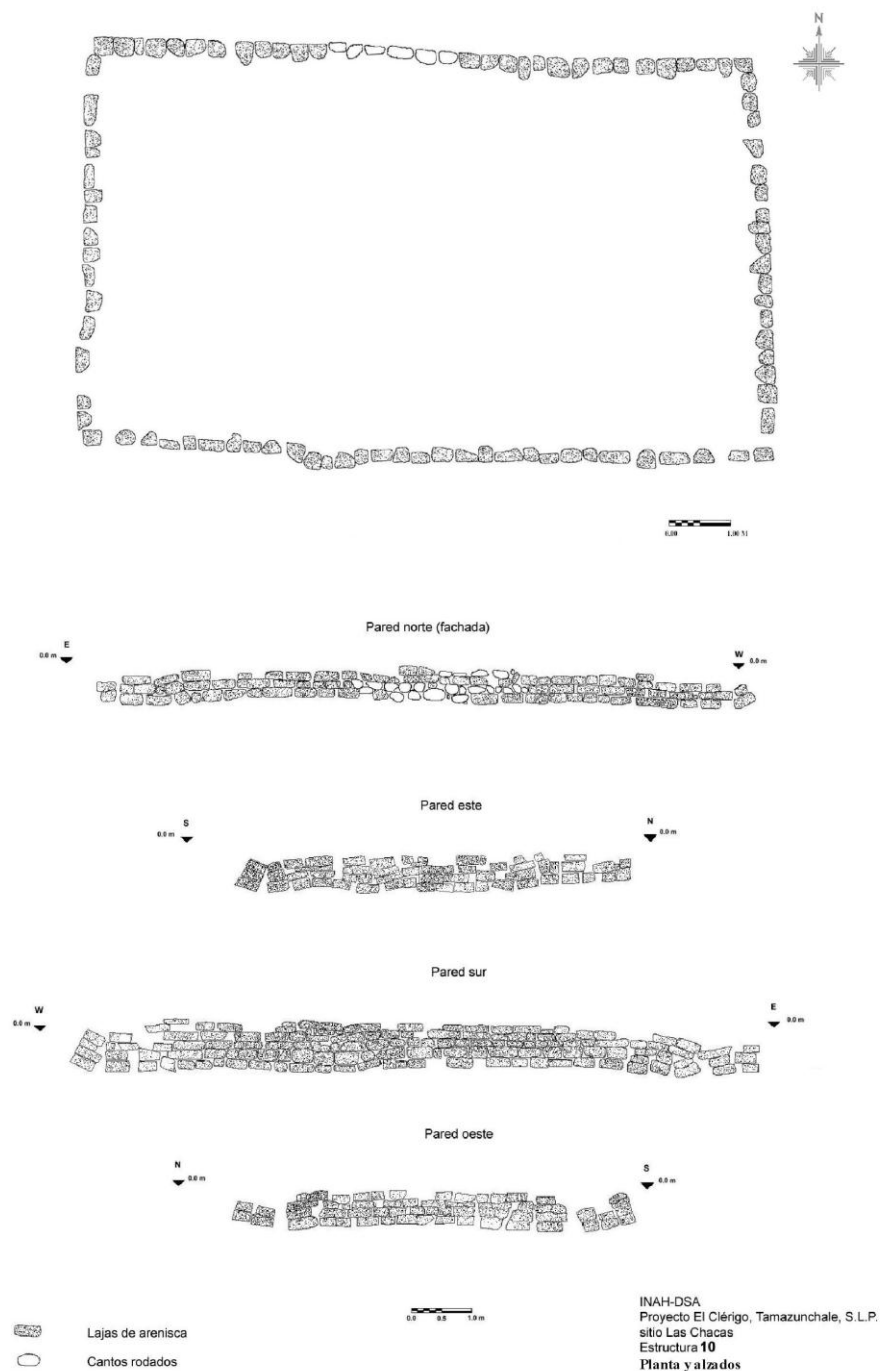 N
0.00 1.00 M
Pared norte (fachada)
E
0.0 m
W
0.0 m
Pared este
S
0.0 m
N
0.0 m
Pared sur
W
0.0 m
E
0.0 m
Pared oeste
N
0.0 m
S
0.0 m
0.0 0.5 1.0 m
Lajas de arenisca
Cantos rodados
INAH-DSA
Proyecto El Clérigo, Tamazunchale, S.L.P.
sitio Las Chacas
Estructura 10
Planta y alzados